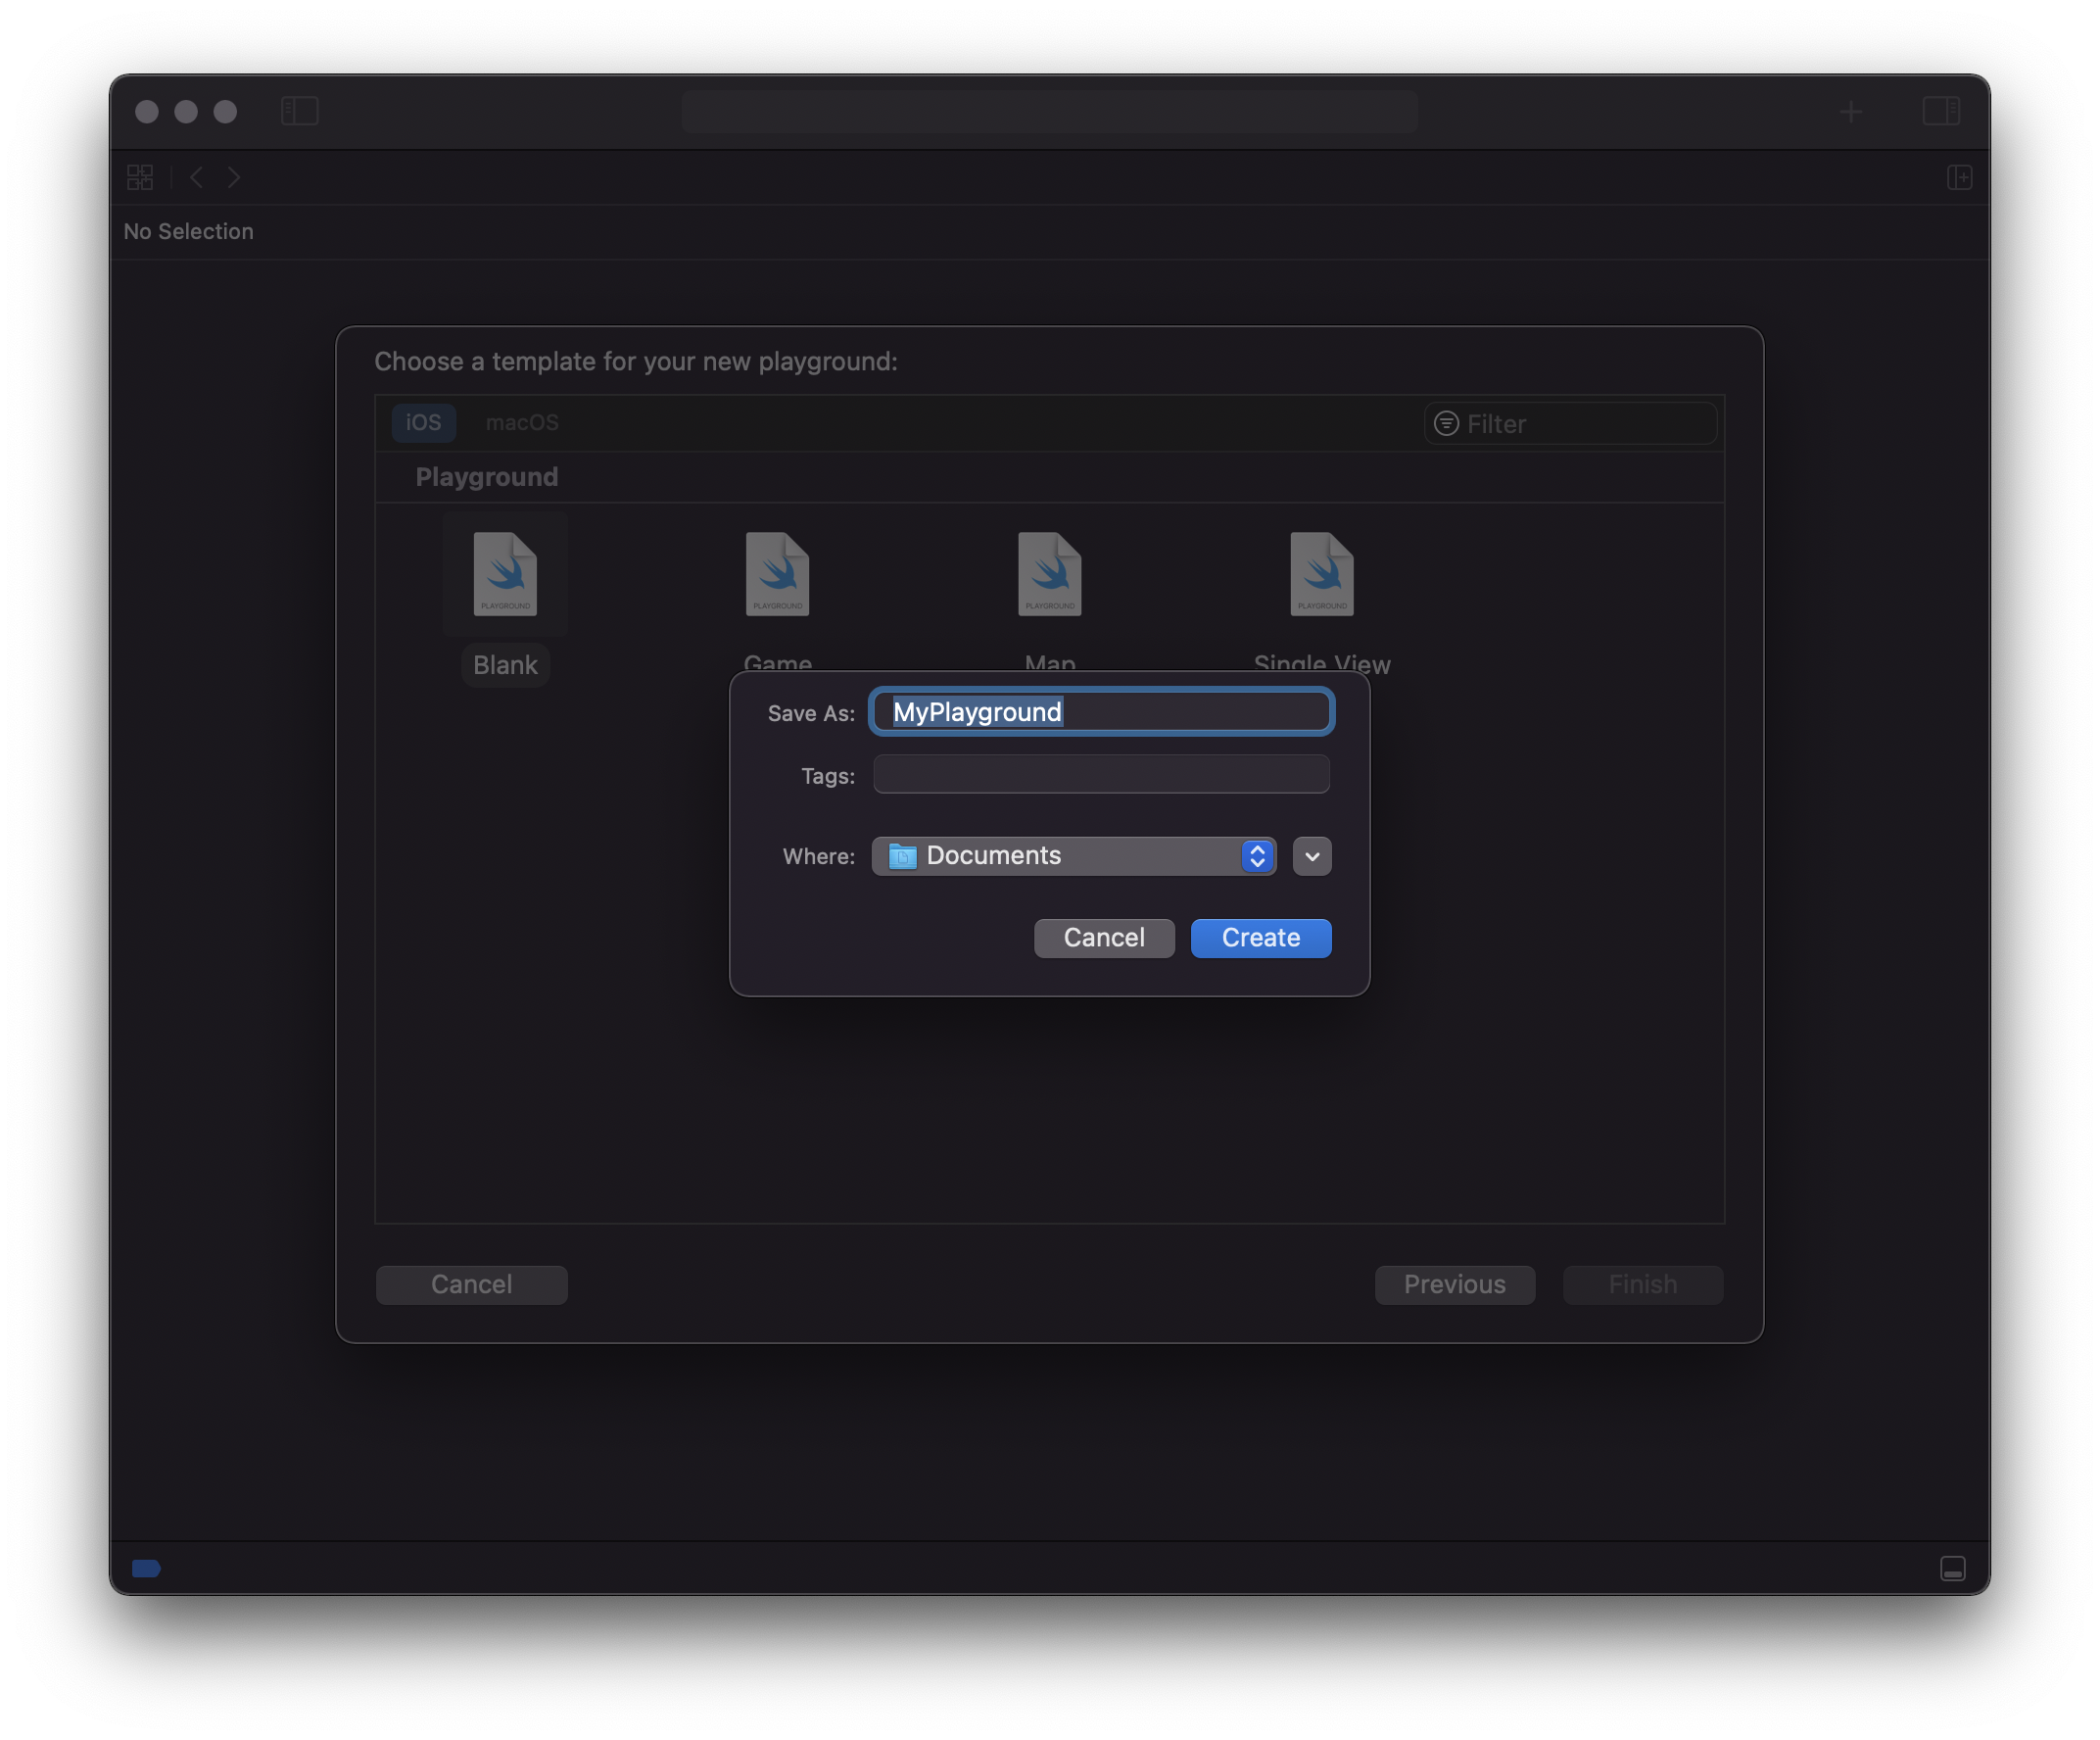 No Selection
Choose a template for your new playground:
iOS macOS Filter
Playground
PLAYGROUND PLAYGROUND PLAYGROUND PLAYGROUND
Blank Game Map Single View
Save As: MyPlayground
Tags:
Where: Documents
Cancel Create
Cancel Previous Finish